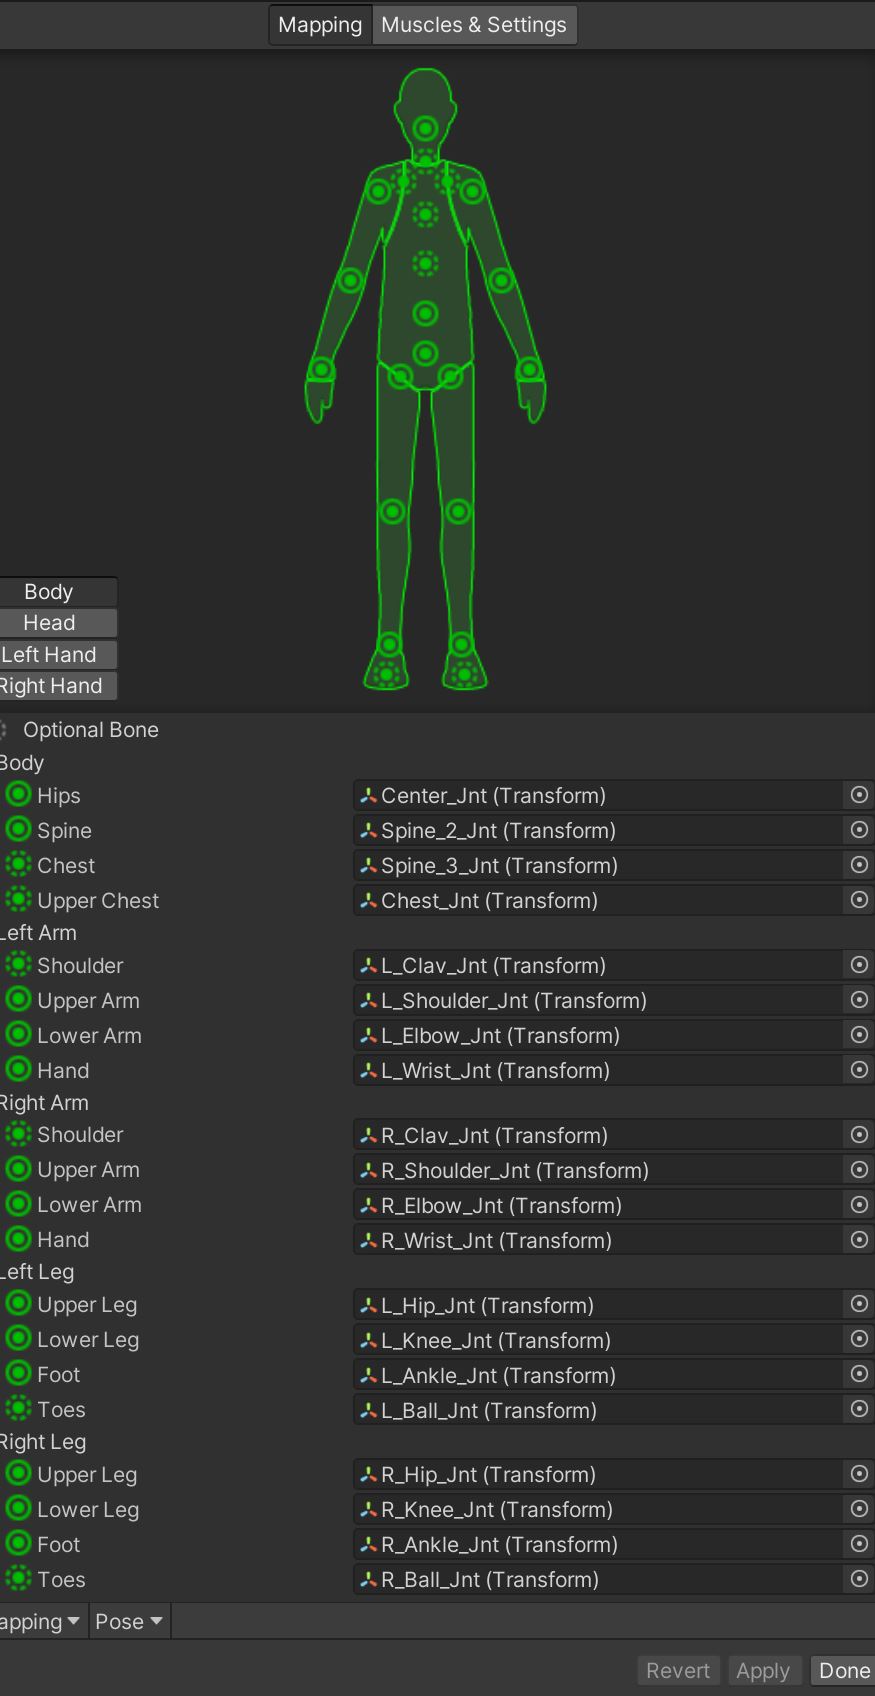 Mapping Muscles & Settings
Body
Head
Left Hand
Right Hand
Optional Bone
Body
Hips Center_Jnt (Transform)
Spine Spine_2_Jnt (Transform)
Chest Spine_3_Jnt (Transform)
Upper Chest Chest_Jnt (Transform)
Left Arm
Shoulder L_Clav_Jnt (Transform)
Upper Arm L_Shoulder_Jnt (Transform)
Lower Arm L_Elbow_Jnt (Transform)
Hand L_Wrist_Jnt (Transform)
Right Arm
Shoulder R_Clav_Jnt (Transform)
Upper Arm R_Shoulder_Jnt (Transform)
Lower Arm R_Elbow_Jnt (Transform)
Hand R_Wrist_Jnt (Transform)
Left Leg
Upper Leg L_Hip_Jnt (Transform)
Lower Leg L_Knee_Jnt (Transform)
Foot L_Ankle_Jnt (Transform)
Toes L_Ball_Jnt (Transform)
Right Leg
Upper Leg R_Hip_Jnt (Transform)
Lower Leg R_Knee_Jnt (Transform)
Foot R_Ankle_Jnt (Transform)
Toes R_Ball_Jnt (Transform)
apping Pose
Revert Apply Done